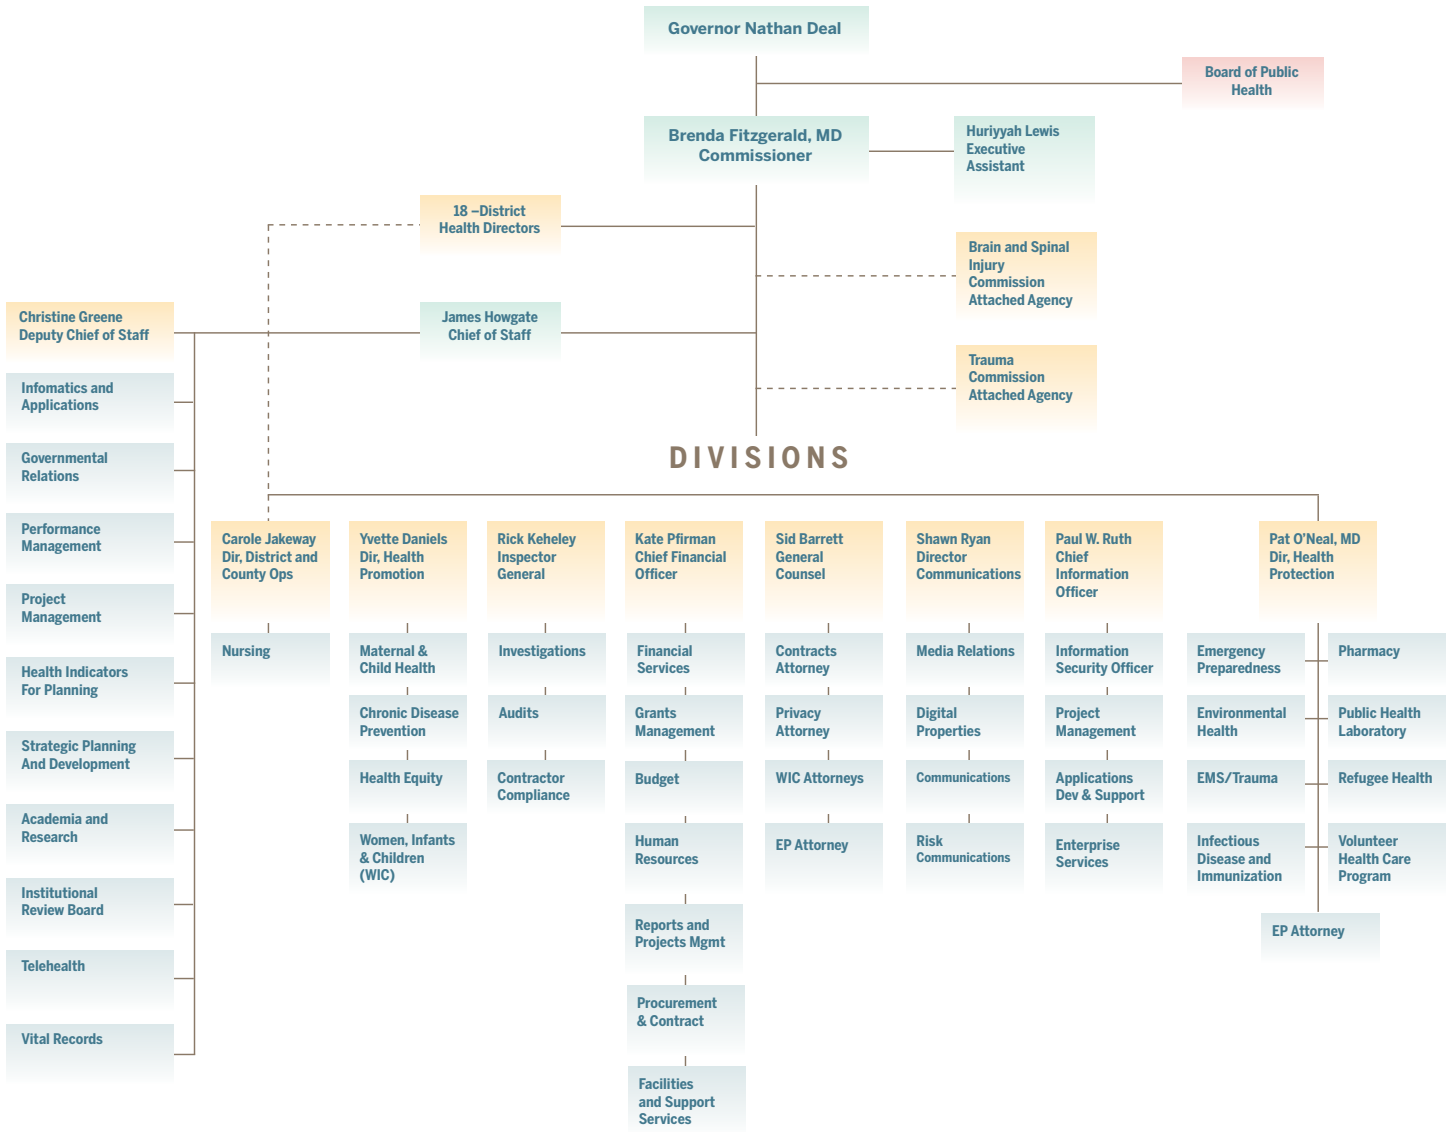 Governor Nathan Deal
Board of Public
Health
Brenda Fitzgerald, MD
Commissioner
Huriyyah Lewis
Executive
Assistant
18 –District
Health Directors
Brain and Spinal
Injury
Commission
Attached Agency
Christine Greene
Deputy Chief of Staff
James Howgate
Chief of Staff
Trauma
Commission
Attached Agency
Infomatics and
Applications
Governmental
Relations
Performance
Management
Project
Management
Health Indicators
For Planning
Strategic Planning
And Development
Academia and
Research
Institutional
Review Board
Telehealth
Vital Records
DIVISIONS
Carole Jakeway
Dir, District and
County Ops
Nursing
Yvette Daniels
Dir, Health
Promotion
Maternal &
Child Health
Chronic Disease
Prevention
Health Equity
Women, Infants
& Children
(WIC)
Rick Keheley
Inspector
General
Investigations
Audits
Contractor
Compliance
Kate Pfirman
Chief Financial
Officer
Financial
Services
Grants
Management
Budget
Human
Resources
Reports and
Projects Mgmt
Procurement
& Contract
Facilities
and Support
Services
Sid Barrett
General
Counsel
Contracts
Attorney
Privacy
Attorney
WIC Attorneys
EP Attorney
Shawn Ryan
Director
Communications
Media Relations
Digital
Properties
Communications
Risk
Communications
Paul W. Ruth
Chief
Information
Officer
Information
Security Officer
Project
Management
Applications
Dev & Support
Enterprise
Services
Pat O’Neal, MD
Dir, Health
Protection
Emergency
Preparedness
Environmental
Health
EMS/Trauma
Infectious
Disease and
Immunization
Pharmacy
Public Health
Laboratory
Refugee Health
Volunteer
Health Care
Program
EP Attorney